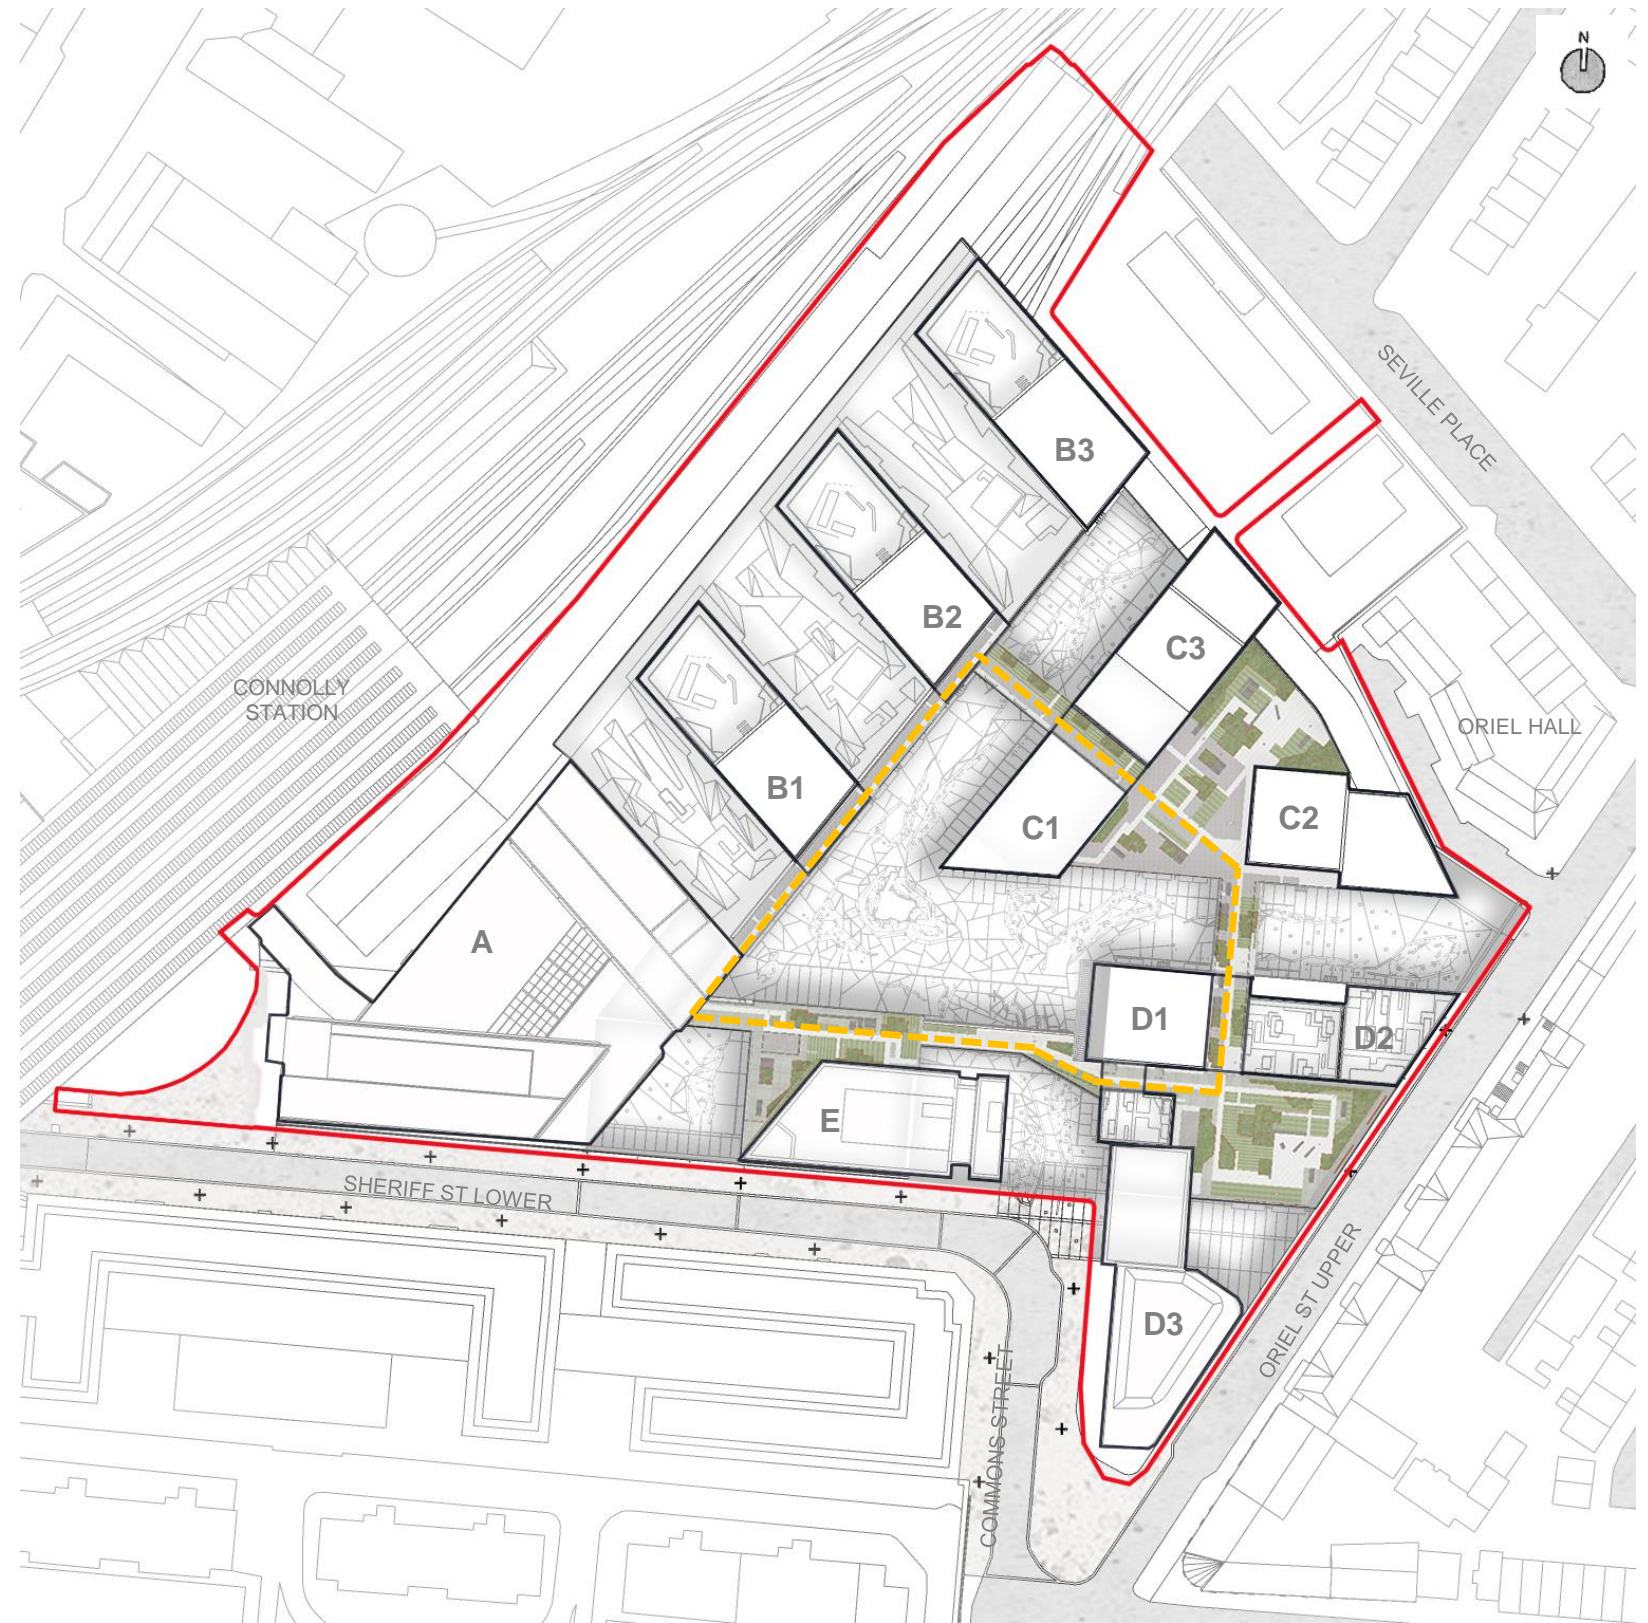 N
SEVILLE PLACE
B3
B2
C3
CONNOLLY
STATION
ORIEL HALL
B1
C1
C2
A
D1
D2
E
SHERIFF ST LOWER
ORIEL ST UPPER
D3
COMMONS STREET